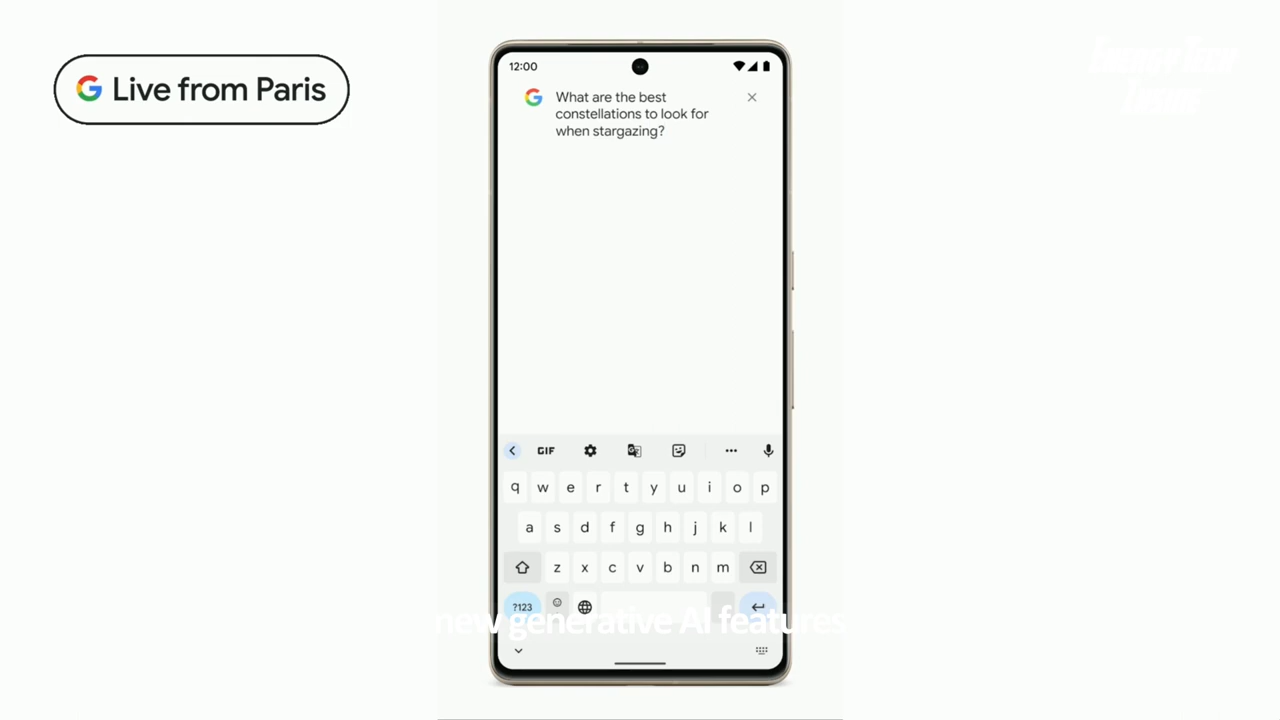 Live from Paris
12:00
What are the best
constellations to look for
when stargazing?
GIF
q w e r t y u i o p
a s d f g h j k l
z x c v b n m
?123
new generative AI features